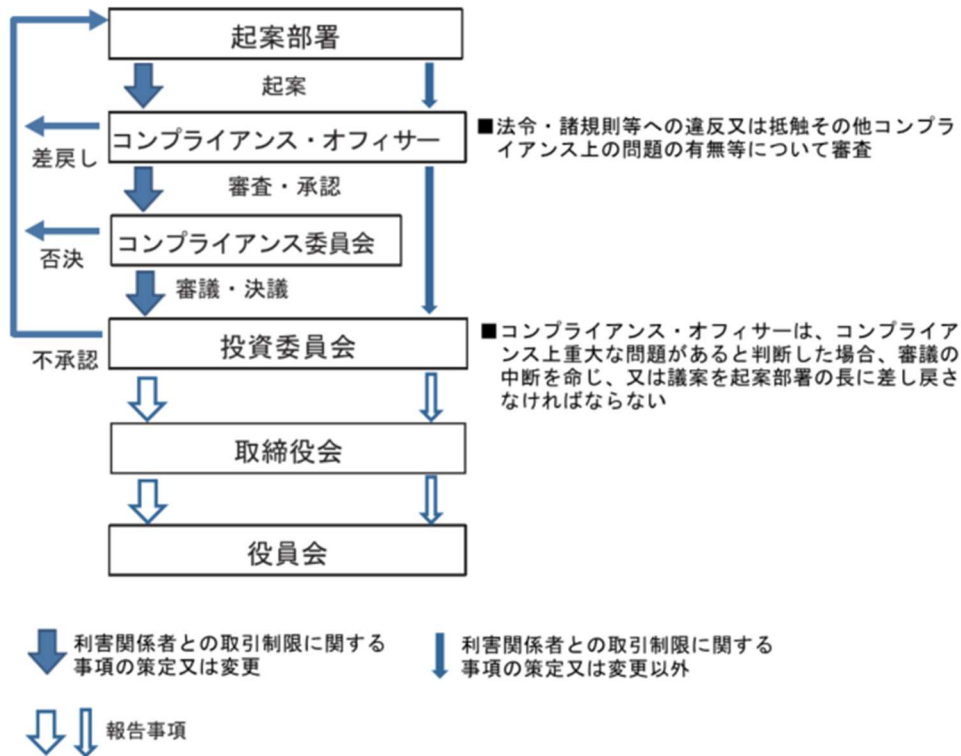 起案部署
起案
コンプライアンス・オフィサー
■法令・諸規則等への違反又は抵触その他コンプラ
イアンス上の問題の有無等について審査
差戻し
審査・承認
コンプライアンス委員会
否決
審議・決議
投資委員会
■コンプライアンス・オフィサーは、コンプライア
ンス上重大な問題があると判断した場合、審議の
中断を命じ、又は議案を起案部署の長に差し戻さ
なければならない
不承認
取締役会
役員会
利害関係者との取引制限に関する
事項の策定又は変更
利害関係者との取引制限に関する
事項の策定又は変更以外
報告事項